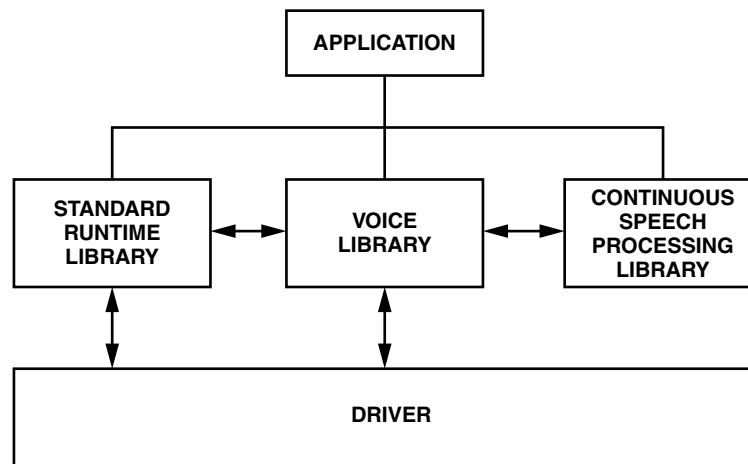 APPLICATION
STANDARD
RUNTIME
LIBRARY
VOICE
LIBRARY
CONTINUOUS
SPEECH
PROCESSING
LIBRARY
DRIVER